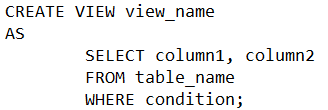 CREATE VIEW view_name
AS
SELECT column1, column2
FROM table_name
WHERE condition;